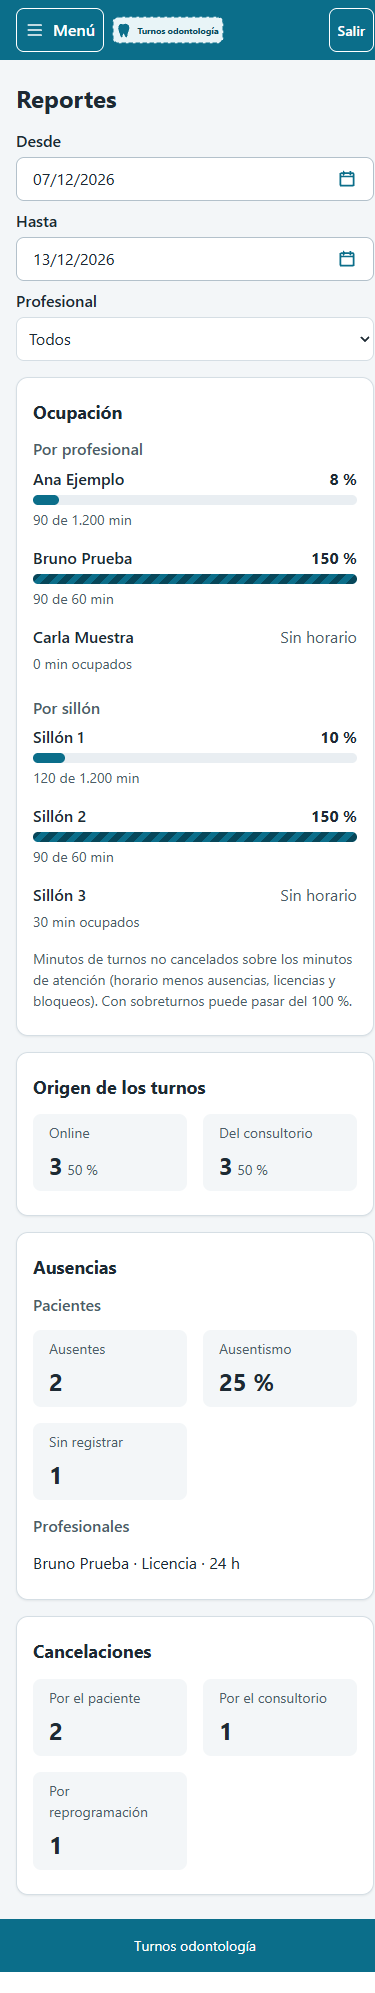 Menú
Turnos odontología
Salir
Reportes
Desde
07/12/2026
Hasta
13/12/2026
Profesional
Todos
Ocupación
Por profesional
Ana Ejemplo 8 %
90 de 1.200 min
Bruno Prueba 150 %
90 de 60 min
Carla Muestra Sin horario
0 min ocupados
Por sillón
Sillón 1 10 %
120 de 1.200 min
Sillón 2 150 %
90 de 60 min
Sillón 3 Sin horario
30 min ocupados
Minutos de turnos no cancelados sobre los minutos
de atención (horario menos ausencias, licencias y
bloqueos). Con sobreturnos puede pasar del 100 %.
Origen de los turnos
Online
3 50 %
Del consultorio
3 50 %
Ausencias
Pacientes
Ausentes
2
Ausentismo
25 %
Sin registrar
1
Profesionales
Bruno Prueba · Licencia · 24 h
Cancelaciones
Por el paciente
2
Por el consultorio
1
Por
reprogramación
1
Turnos odontología